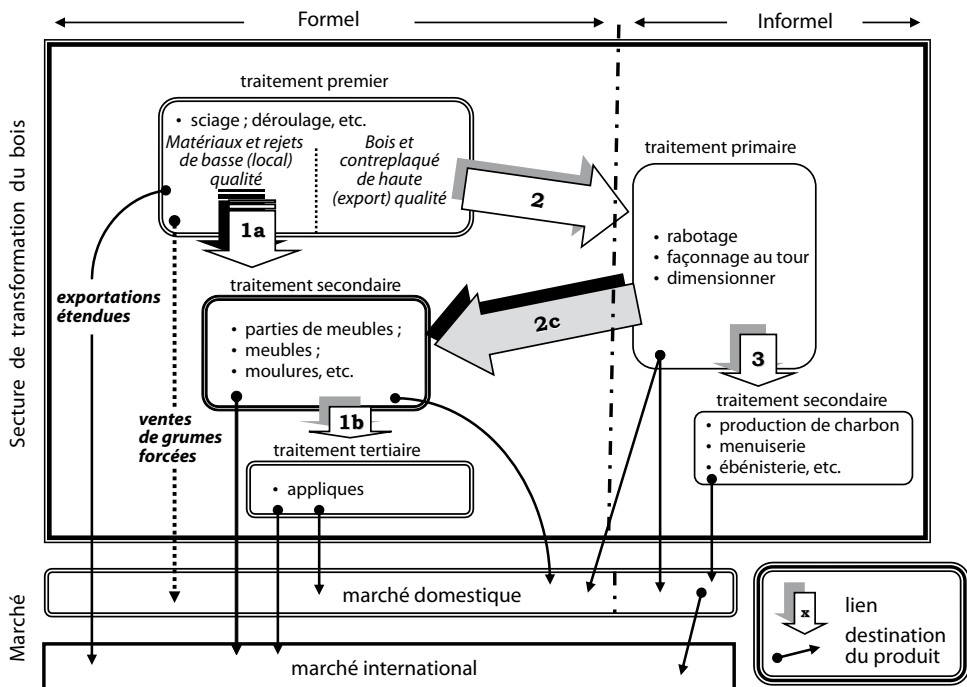 Formel
Informel
Secture de transformation du bois
traitement premier
• sciage ; déroulage, etc.
Matériaux et rejets
de basse (local)
qualité
Bois et
contreplaqué
de haute
(export) qualité
2
traitement primaire
• rabotage
• façonnage au tour
• dimensionner
1a
exportations
étendues
traitement secondaire
• parties de meubles ;
• meubles ;
• moulures, etc.
2c
3
ventes
de grumes
forcées
1b
traitement tertiaire
• appliques
traitement secondaire
• production de charbon
• menuiserie
• ébénisterie, etc.
Marché
marché domestique
marché international
x
lien
destination
du produit